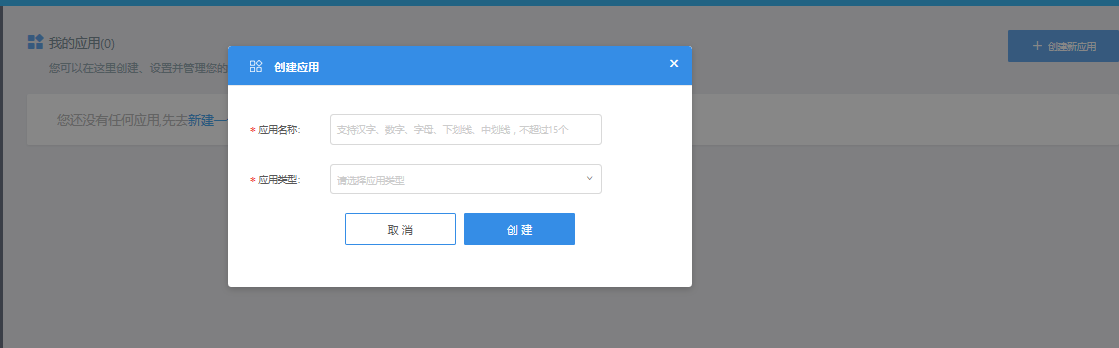 我的应用(0)
+ 创建新应用
您可以在这里创建、设置并管理您的
您还没有任何应用,先去新建一
创建应用
×
* 应用名称:
支持汉字、数字、字母、下划线、中划线，不超过15个
* 应用类型:
请选择应用类型
取 消
创 建